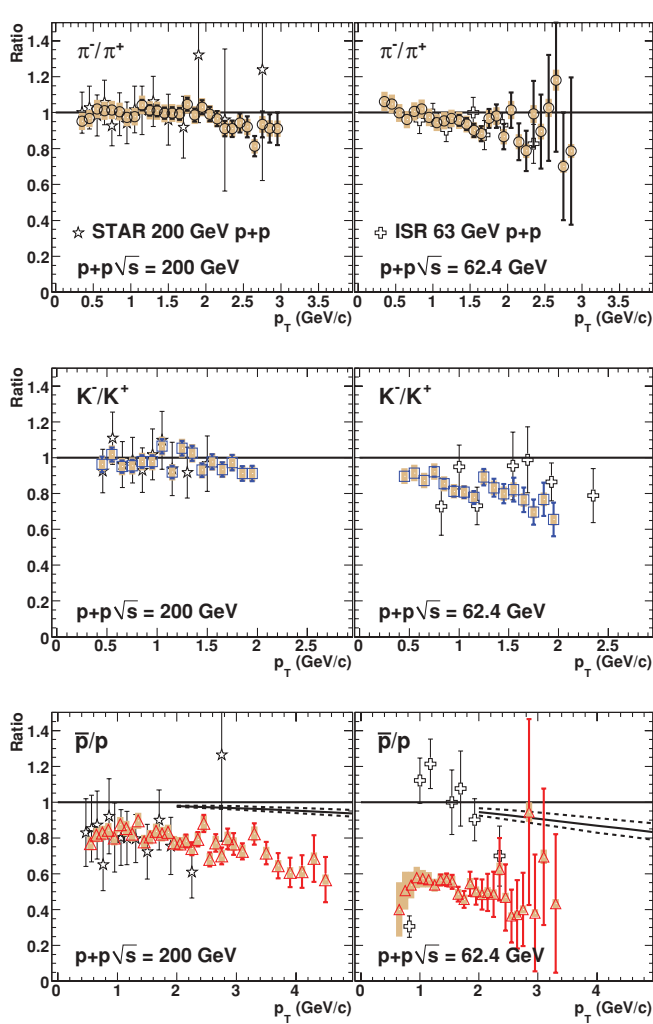 Ratio
1.4
1.2
1
0.8
0.6
0.4
0.2
0
π⁻/π⁺
☆ STAR 200 GeV p+p
p+p√s = 200 GeV
0.5 1 1.5 2 2.5 3 3.5
p_T (GeV/c)
π⁻/π⁺
ISR 63 GeV p+p
p+p√s = 62.4 GeV
0 0.5 1 1.5 2 2.5 3 3.5
p_T (GeV/c)
Ratio
1.4
1.2
1
0.8
0.6
0.4
0.2
0
K⁻/K⁺
p+p√s = 200 GeV
0 0.5 1 1.5 2 2.5
p_T (GeV/c)
K⁻/K⁺
p+p√s = 62.4 GeV
0 0.5 1 1.5 2 2.5
p_T (GeV/c)
Ratio
1.4
1.2
1
0.8
0.6
0.4
0.2
0
p̅/p
p+p√s = 200 GeV
0 1 2 3 4
p_T (GeV/c)
p̅/p
p+p√s = 62.4 GeV
0 1 2 3 4
p_T (GeV/c)